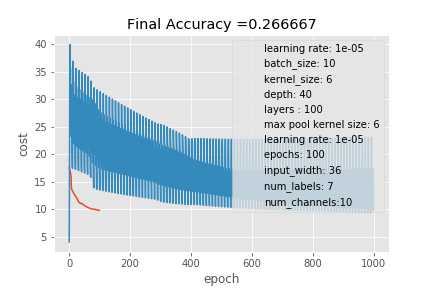 Final Accuracy =0.266667
40
35
30
25
20
15
10
5
cost
learning rate: 1e-05
batch_size: 10
kernel_size: 6
depth: 40
layers : 100
max pool kernel size: 6
learning rate: 1e-05
epochs: 100
input_width: 36
num_labels: 7
num_channels:10
0 200 400 600 800 1000
epoch